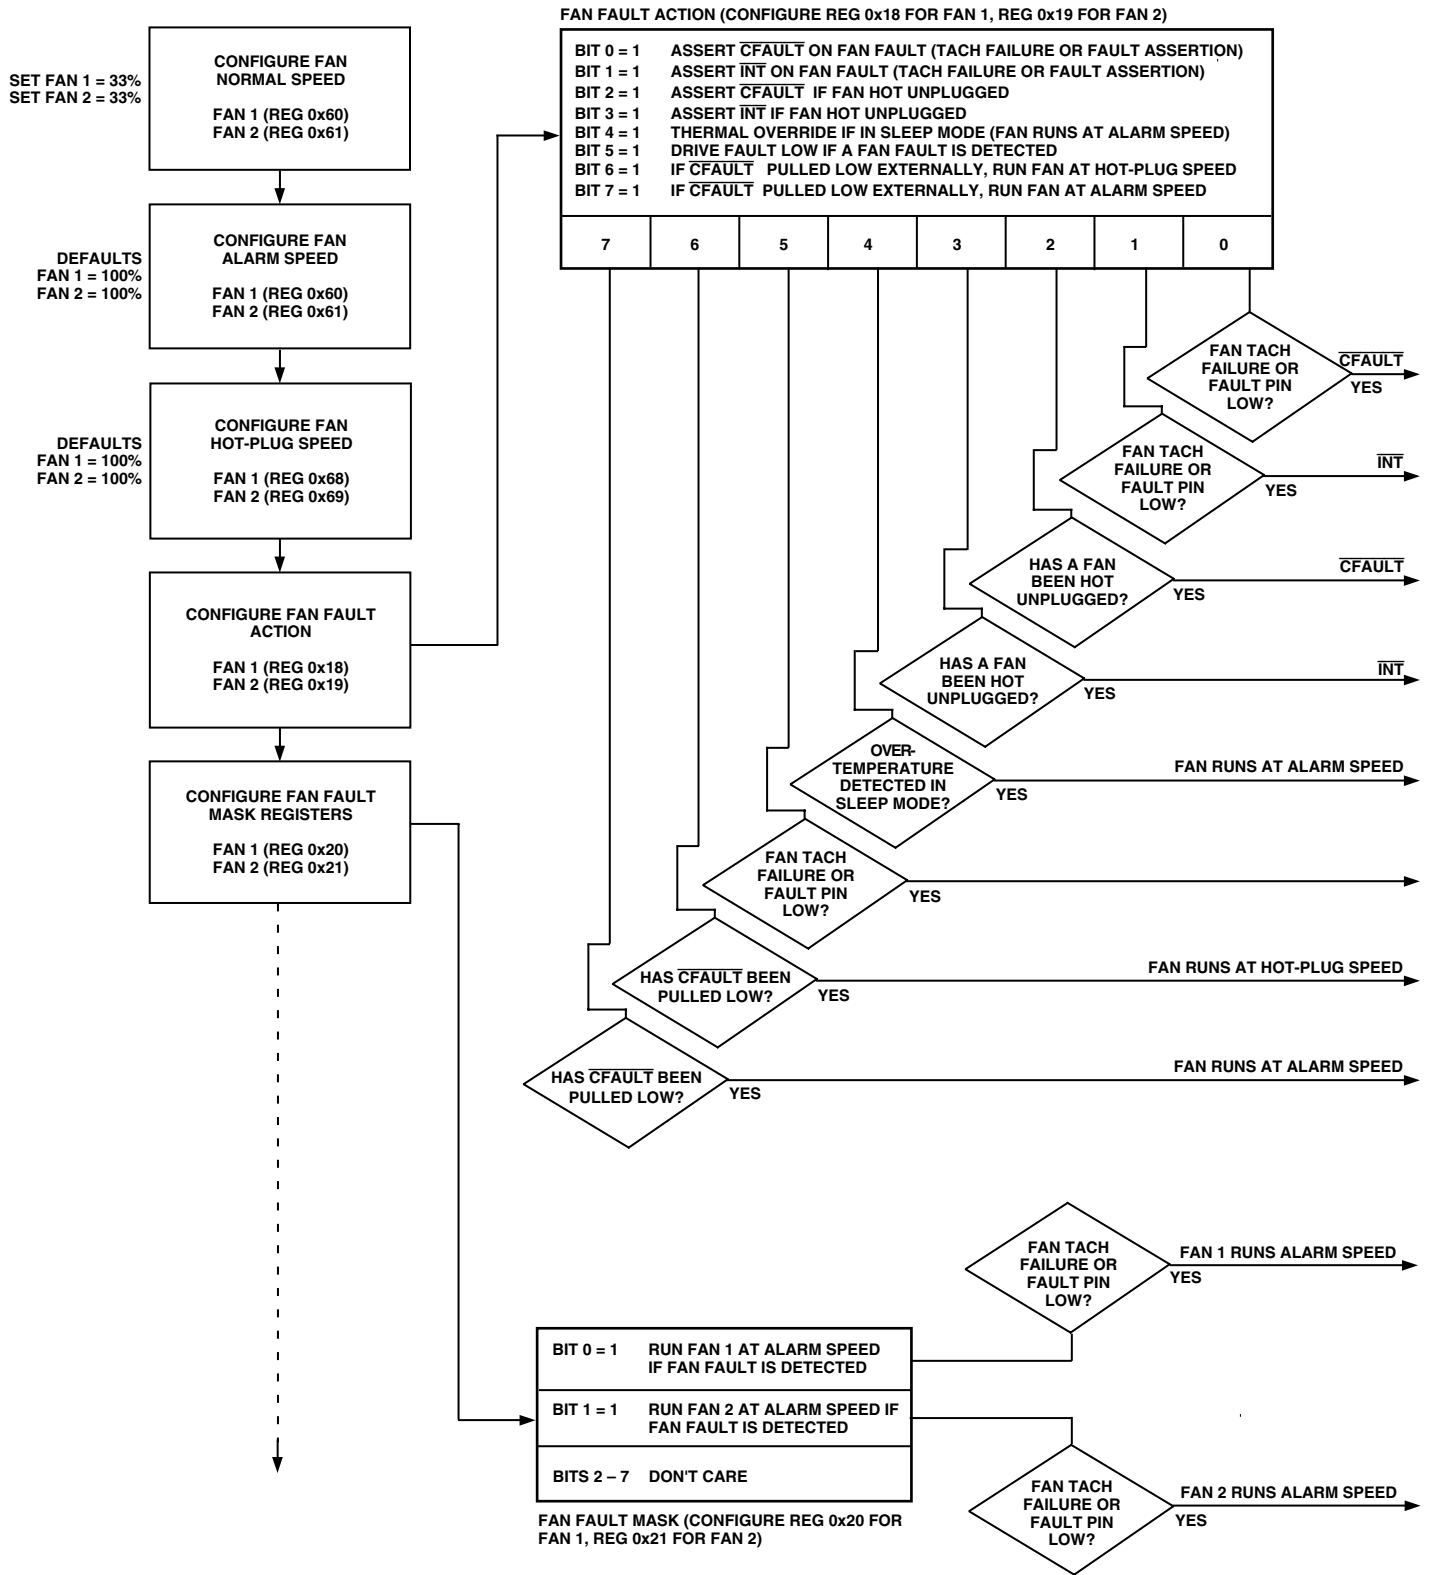 FAN FAULT ACTION (CONFIGURE REG 0x18 FOR FAN 1, REG 0x19 FOR FAN 2)
SET FAN 1 = 33%
SET FAN 2 = 33%
CONFIGURE FAN
NORMAL SPEED
FAN 1 (REG 0x60)
FAN 2 (REG 0x61)
DEFAULTS
FAN 1 = 100%
FAN 2 = 100%
CONFIGURE FAN
ALARM SPEED
FAN 1 (REG 0x60)
FAN 2 (REG 0x61)
DEFAULTS
FAN 1 = 100%
FAN 2 = 100%
CONFIGURE FAN
HOT-PLUG SPEED
FAN 1 (REG 0x68)
FAN 2 (REG 0x69)
CONFIGURE FAN FAULT
ACTION
FAN 1 (REG 0x18)
FAN 2 (REG 0x19)
CONFIGURE FAN FAULT
MASK REGISTERS
FAN 1 (REG 0x20)
FAN 2 (REG 0x21)
BIT 0 = 1 ASSERT CFAULT ON FAN FAULT (TACH FAILURE OR FAULT ASSERTION)
BIT 1 = 1 ASSERT INT ON FAN FAULT (TACH FAILURE OR FAULT ASSERTION)
BIT 2 = 1 ASSERT CFAULT IF FAN HOT UNPLUGGED
BIT 3 = 1 ASSERT INT IF FAN HOT UNPLUGGED
BIT 4 = 1 THERMAL OVERRIDE IF IN SLEEP MODE (FAN RUNS AT ALARM SPEED)
BIT 5 = 1 DRIVE FAULT LOW IF A FAN FAULT IS DETECTED
BIT 6 = 1 IF CFAULT PULLED LOW EXTERNALLY, RUN FAN AT HOT-PLUG SPEED
BIT 7 = 1 IF CFAULT PULLED LOW EXTERNALLY, RUN FAN AT ALARM SPEED
7 6 5 4 3 2 1 0
FAN TACH
FAILURE OR
FAULT PIN
LOW?
CFAULT
YES
FAN TACH
FAILURE OR
FAULT PIN
LOW?
INT
YES
HAS A FAN
BEEN HOT
UNPLUGGED?
CFAULT
YES
HAS A FAN
BEEN HOT
UNPLUGGED?
INT
YES
OVER-
TEMPERATURE
DETECTED IN
SLEEP MODE?
FAN RUNS AT ALARM SPEED
YES
FAN TACH
FAILURE OR
FAULT PIN
LOW?
YES
HAS CFAULT BEEN
PULLED LOW?
FAN RUNS AT HOT-PLUG SPEED
YES
HAS CFAULT BEEN
PULLED LOW?
FAN RUNS AT ALARM SPEED
YES
FAN TACH
FAILURE OR
FAULT PIN
LOW?
FAN 1 RUNS ALARM SPEED
YES
BIT 0 = 1 RUN FAN 1 AT ALARM SPEED
IF FAN FAULT IS DETECTED
BIT 1 = 1 RUN FAN 2 AT ALARM SPEED IF
FAN FAULT IS DETECTED
BITS 2 – 7 DON'T CARE
FAN FAULT MASK (CONFIGURE REG 0x20 FOR
FAN 1, REG 0x21 FOR FAN 2)
FAN TACH
FAILURE OR
FAULT PIN
LOW?
FAN 2 RUNS ALARM SPEED
YES